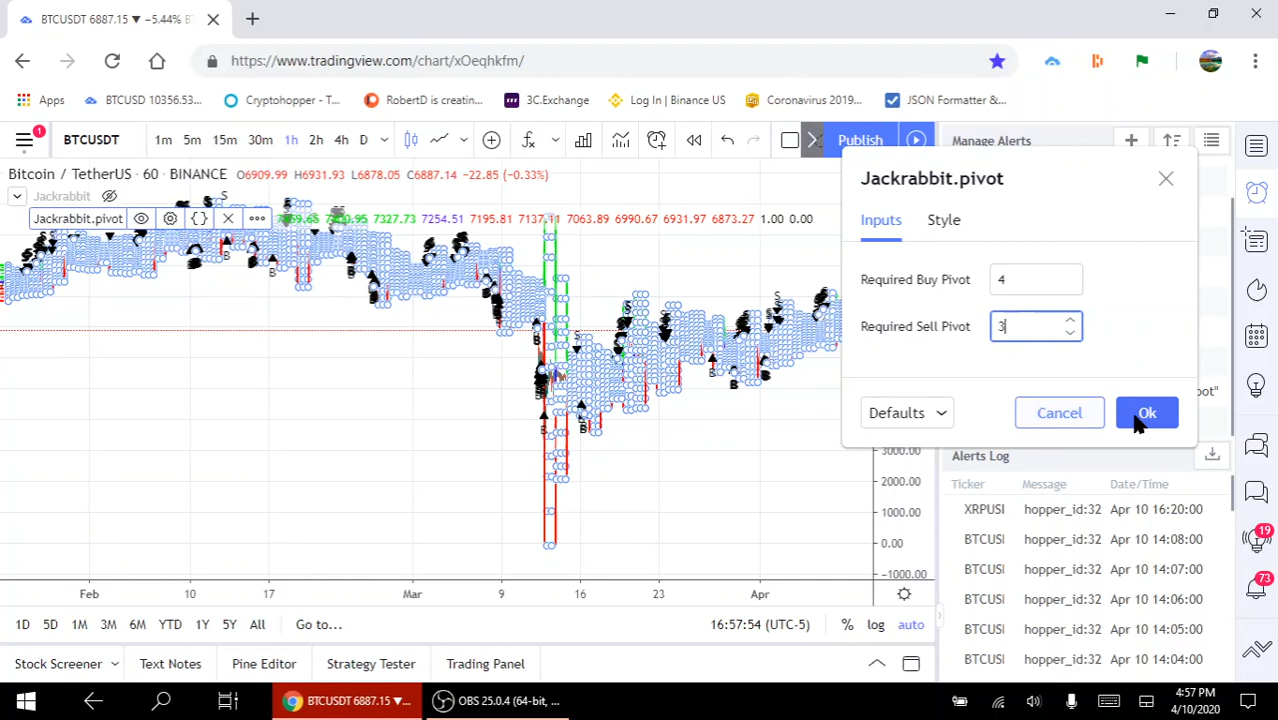 BTCUSDT 6887.15 ▼ −5.44%
https://www.tradingview.com/chart/xOeqhkfm/
Apps
BTCUSD 10356.53...
Cryptohopper - T...
RobertD is creatin...
3C.Exchange
Log In | Binance US
Coronavirus 2019...
JSON Formatter &...
1
BTCUSDT
1m 5m 15m 30m 1h 2h 4h D
Publish
Manage Alerts
Bitcoin / TetherUS · 60 · BINANCE O6909.99 H6931.93 L6878.05 C6887.14 −22.85 (−0.33%)
Jackrabbit
Jackrabbit.pivot
7327.73 7254.51 7195.81 7137.11 7063.89 6990.67 6931.97 6873.27 1.00 0.00
Jackrabbit.pivot
Inputs
Style
Required Buy Pivot
4
Required Sell Pivot
3
Defaults
Cancel
Ok
3000.00
2000.00
1000.00
0.00
−1000.00
Feb 10 17 Mar 9 16 23 Apr
Alerts Log
Ticker Message Date/Time
XRPUSI hopper_id:32 Apr 10 16:20:00
BTCUSI hopper_id:32 Apr 10 14:08:00
BTCUSI hopper_id:32 Apr 10 14:07:00
BTCUSI hopper_id:32 Apr 10 14:06:00
BTCUSI hopper_id:32 Apr 10 14:05:00
BTCUSI hopper_id:32 Apr 10 14:04:00
19
73
1D 5D 1M 3M 6M YTD 1Y 5Y All Go to...
16:57:54 (UTC-5)
% log auto
Stock Screener
Text Notes
Pine Editor
Strategy Tester
Trading Panel
BTCUSDT 6887.15 ▼...
OBS 25.0.4 (64-bit, ...
4:57 PM
4/10/2020